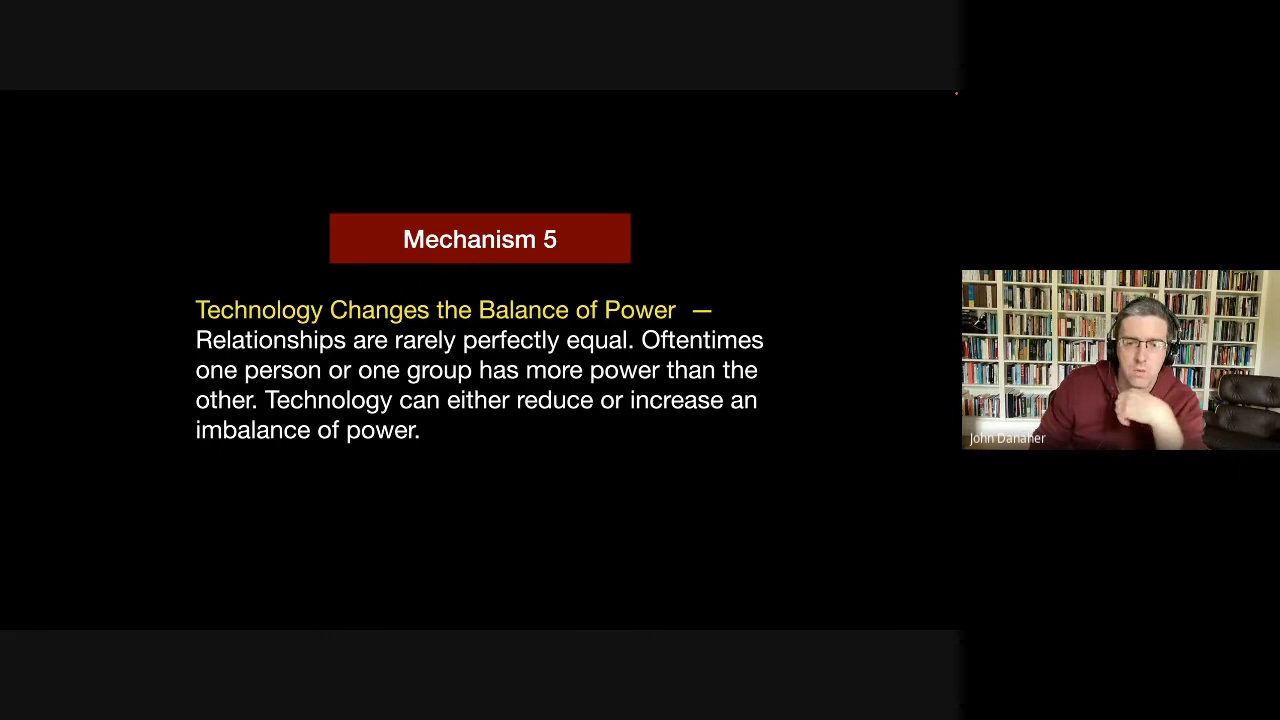 Mechanism 5
Technology Changes the Balance of Power —
Relationships are rarely perfectly equal. Oftentimes
one person or one group has more power than the
other. Technology can either reduce or increase an
imbalance of power.
John Danaher